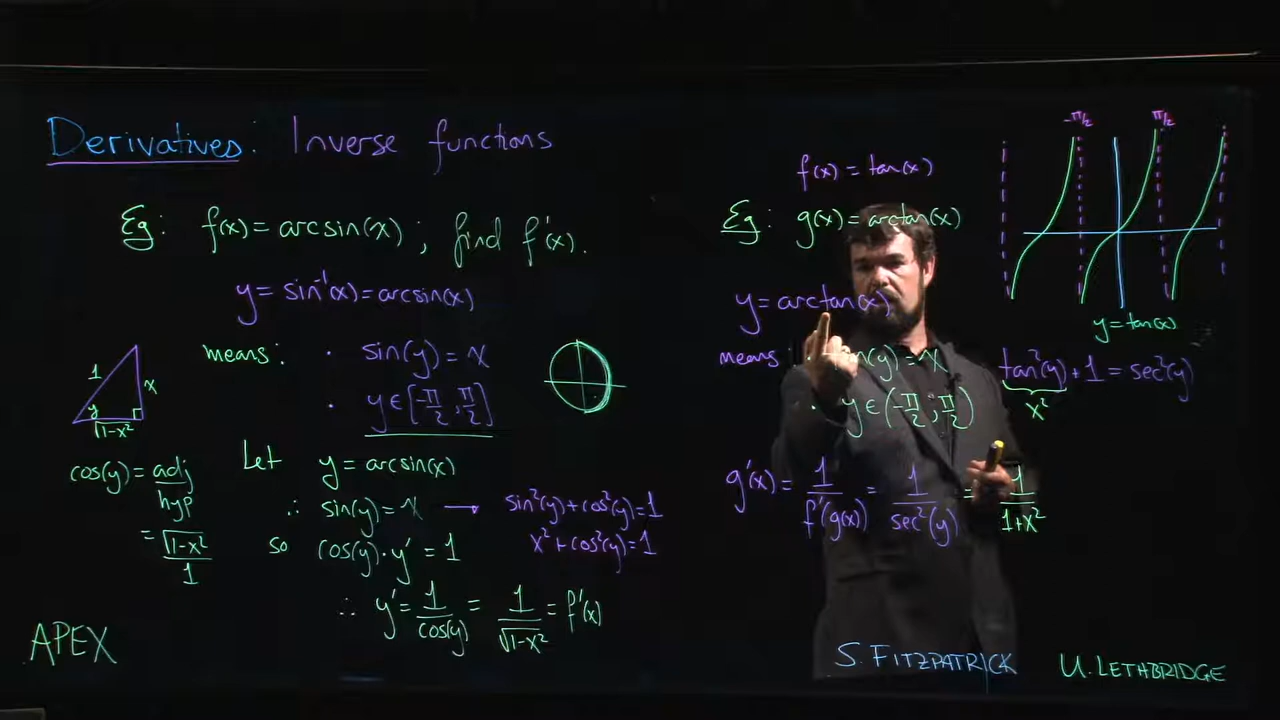 Derivatives: Inverse functions
Eg: f(x) = arcsin(x) ; find f'(x).
y = sin⁻¹(x) = arcsin(x)
means: · sin(y) = x
· y ∈ [-π/2, π/2]
1
x
y
√1-x²
cos(y) = adj/hyp
= √1-x²/1
Let y = arcsin(x)
∴ sin(y) = x → sin²(y) + cos²(y) = 1
x² + cos²(y) = 1
so cos(y) · y' = 1
∴ y' = 1/cos(y) = 1/√1-x² = f'(x)
APEX
f(x) = tan(x)
Eg: g(x) = arctan(x)
y = arctan(x)
means tan(y) = x
· y ∈ (-π/2, π/2)
g'(x) = 1/f'(g(x)) = 1/sec²(y) = 1/1+x²
-π/2 π/2
y = tan(x)
tan²(y) + 1 = sec²(y)
x²
S. FITZPATRICK U. LETHBRIDGE